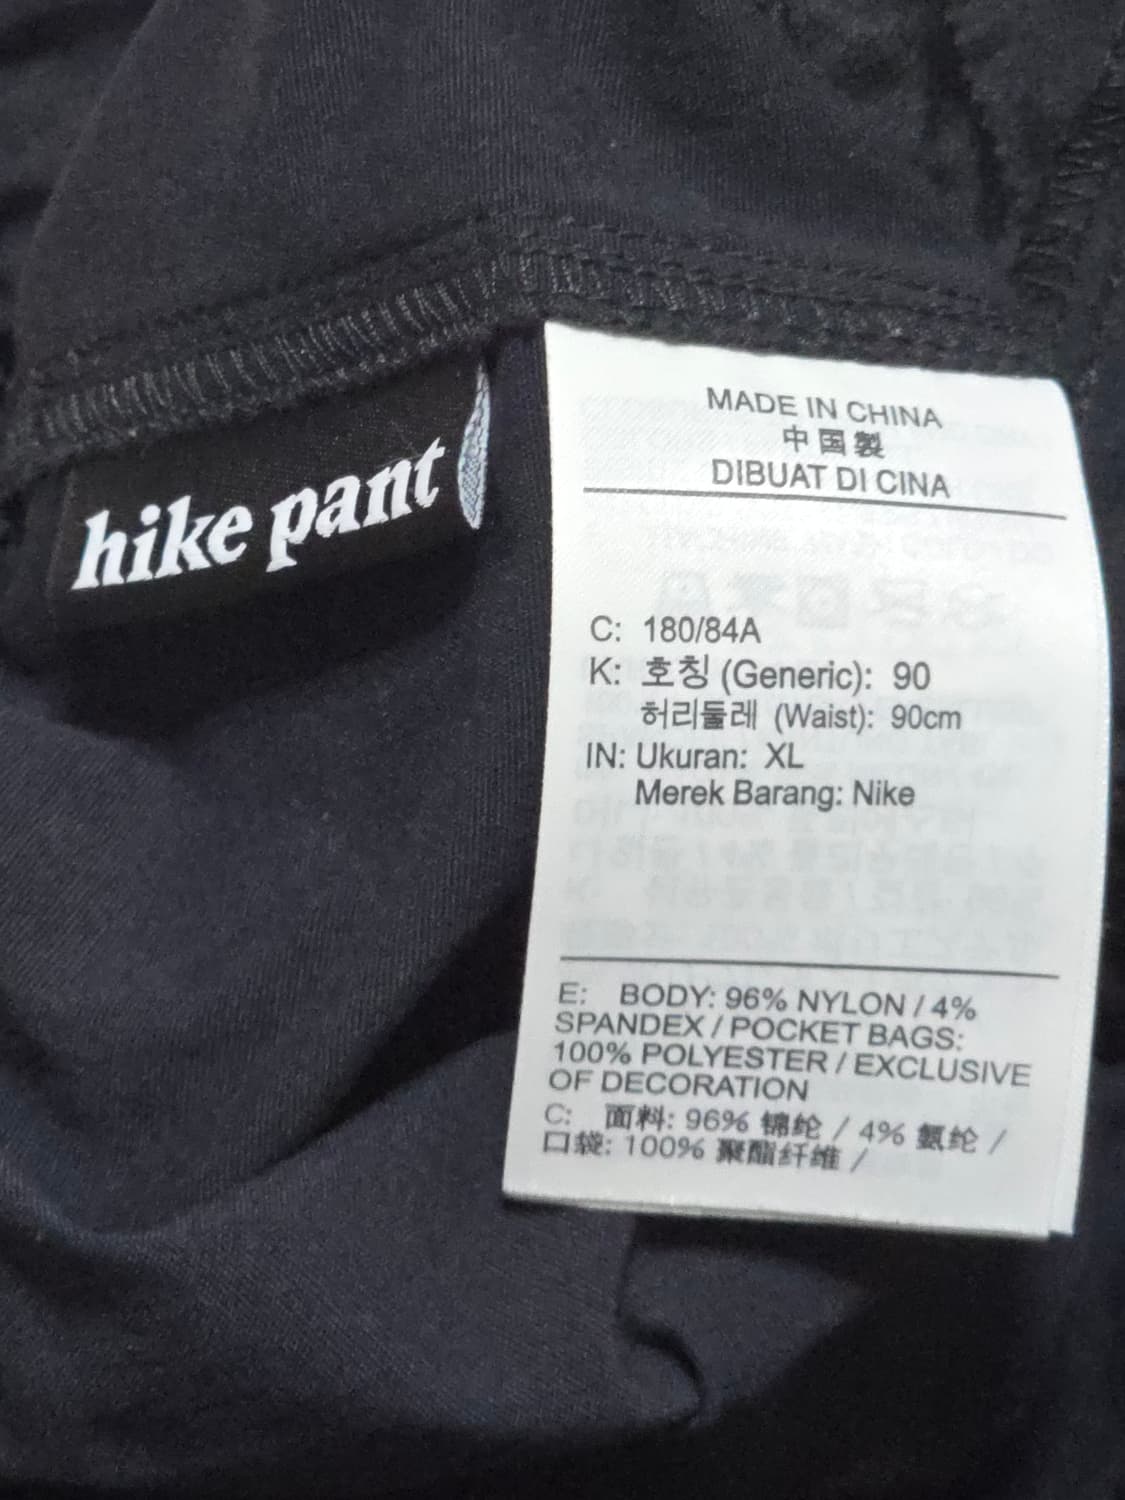 hike pant
MADE IN CHINA
中国製
DIBUAT DI CINA
C: 180/84A
K: 호칭 (Generic): 90
허리둘레 (Waist): 90cm
IN: Ukuran: XL
Merek Barang: Nike
E: BODY: 96% NYLON / 4%
SPANDEX / POCKET BAGS:
100% POLYESTER / EXCLUSIVE
OF DECORATION
C: 面料: 96% 锦纶 / 4% 氨纶 /
口袋: 100% 聚酯纤维 /